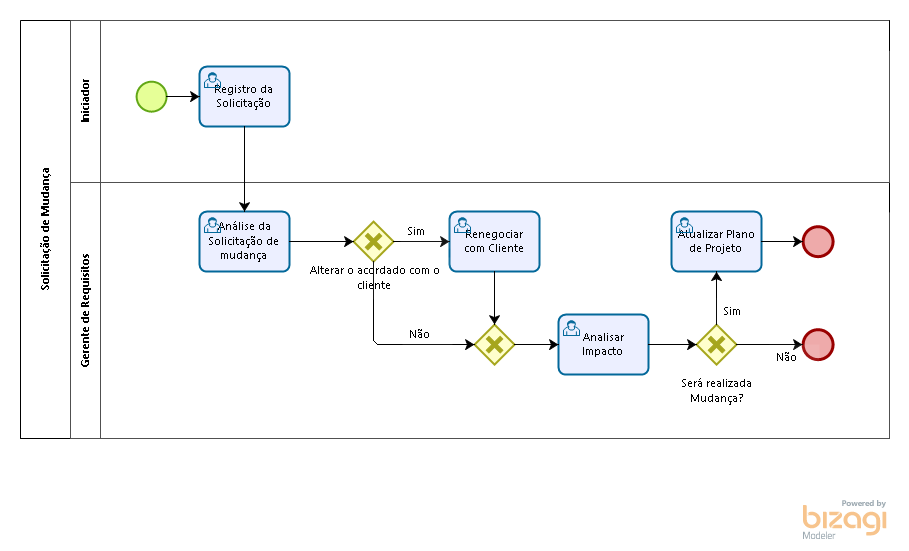 Solicitação de Mudança
Iniciador
Registro da
Solicitação
Gerente de Requisitos
Análise da
Solicitação de
mudança
Alterar o acordado com o
cliente
Sim
Não
Renegociar
com Cliente
Analisar
Impacto
Será realizada
Mudança?
Sim
Não
Atualizar Plano
de Projeto
Powered by
bizagi
Modeler